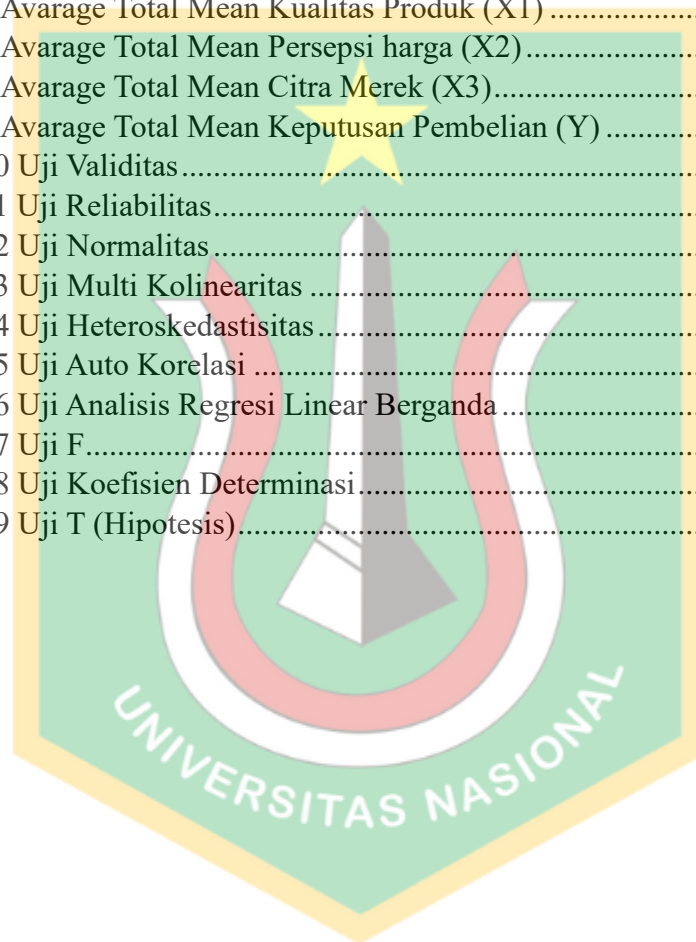 Avarage Total Mean Kualitas Produk (X1) ................
Avarage Total Mean Persepsi harga (X2) ...................
Avarage Total Mean Citra Merek (X3).......................
Avarage Total Mean Keputusan Pembelian (Y) .........
0 Uji Validitas..............................................................
1 Uji Reliabilitas..........................................................
2 Uji Normalitas ..........................................................
3 Uji Multi Kolinearitas ..............................................
4 Uji Heteroskedastisitas .............................................
5 Uji Auto Korelasi .....................................................
6 Uji Analisis Regresi Linear Berganda ......................
7 Uji F..........................................................................
8 Uji Koefisien Determinasi........................................
9 Uji T (Hipotesis).......................................................
UNIVERSITAS NASIONAL